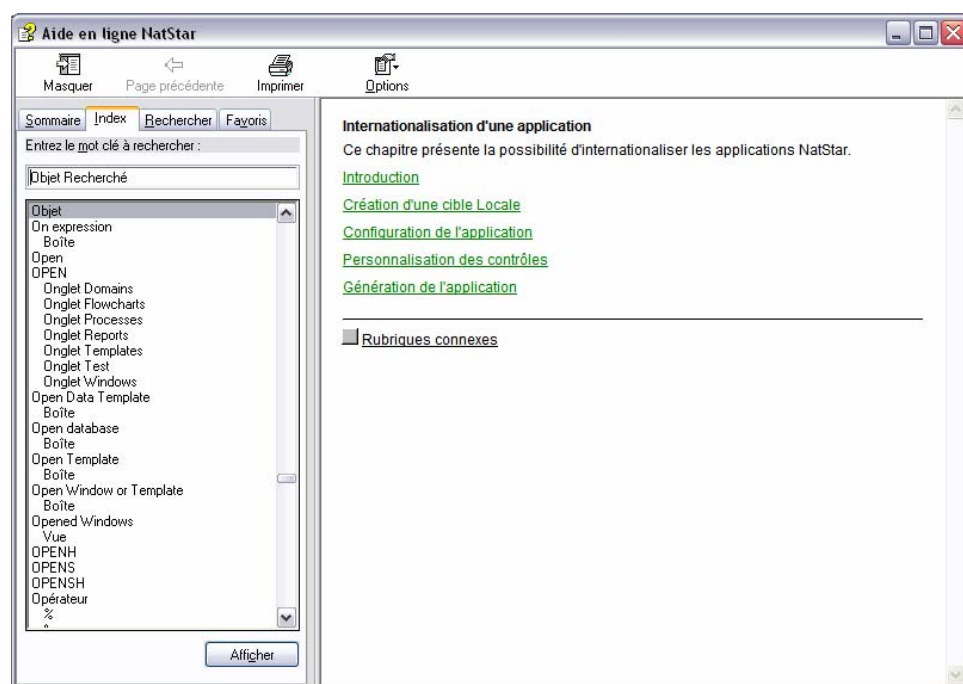 Aide en ligne NatStar
Masquer Page précédente Imprimer Options
Sommaire Index Rechercher Favoris
Entrez le mot clé à rechercher :
Objet Recherché
Objet
On expression
Boîte
Open
OPEN
Onglet Domains
Onglet Flowcharts
Onglet Processes
Onglet Reports
Onglet Templates
Onglet Test
Onglet Windows
Open Data Template
Boîte
Open database
Boîte
Open Template
Boîte
Open Window or Template
Boîte
Opened Windows
Vue
OPENH
OPENS
OPENSH
Opérateur
%
Afficher
Internationalisation d'une application
Ce chapitre présente la possibilité d'internationaliser les applications NatStar.
Introduction
Création d'une cible Locale
Configuration de l'application
Personnalisation des contrôles
Génération de l'application
Rubriques connexes